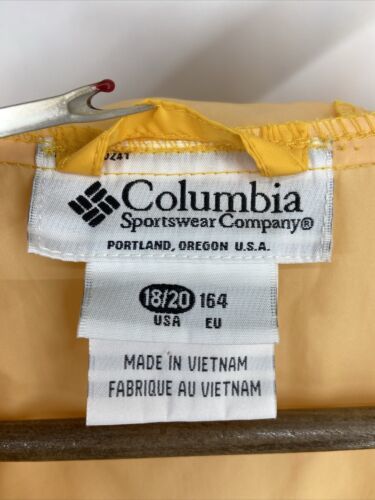 Columbia
Sportswear Company®
PORTLAND, OREGON U.S.A.
18/20 164
USA EU
MADE IN VIETNAM
FABRIQUE AU VIETNAM